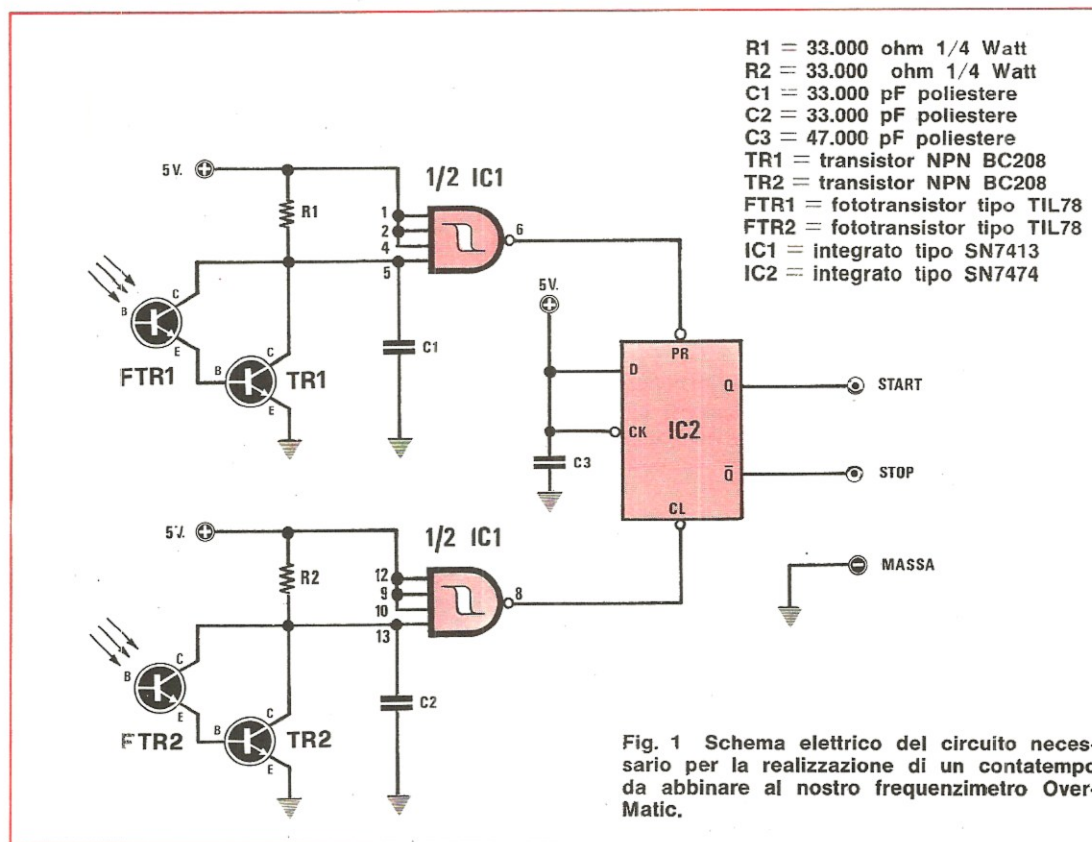 R1 = 33.000 ohm 1/4 Watt
R2 = 33.000 ohm 1/4 Watt
C1 = 33.000 pF poliestere
C2 = 33.000 pF poliestere
C3 = 47.000 pF poliestere
TR1 = transistor NPN BC208
TR2 = transistor NPN BC208
FTR1 = fototransistor tipo TIL78
FTR2 = fototransistor tipo TIL78
IC1 = integrato tipo SN7413
IC2 = integrato tipo SN7474
5V.
1/2 IC1
R1
1
2
4
5
6
C
B
E
FTR1
C
B
E
TR1
C1
5V.
PR
D
Q
START
CK
IC2
C3
Q̅
STOP
CL
5V.
1/2 IC1
R2
12
9
10
13
8
MASSA
C
B
E
FTR2
C
B
E
TR2
C2
Fig. 1 Schema elettrico del circuito neces-
sario per la realizzazione di un contatempo
da abbinare al nostro frequenzimetro Over-
Matic.